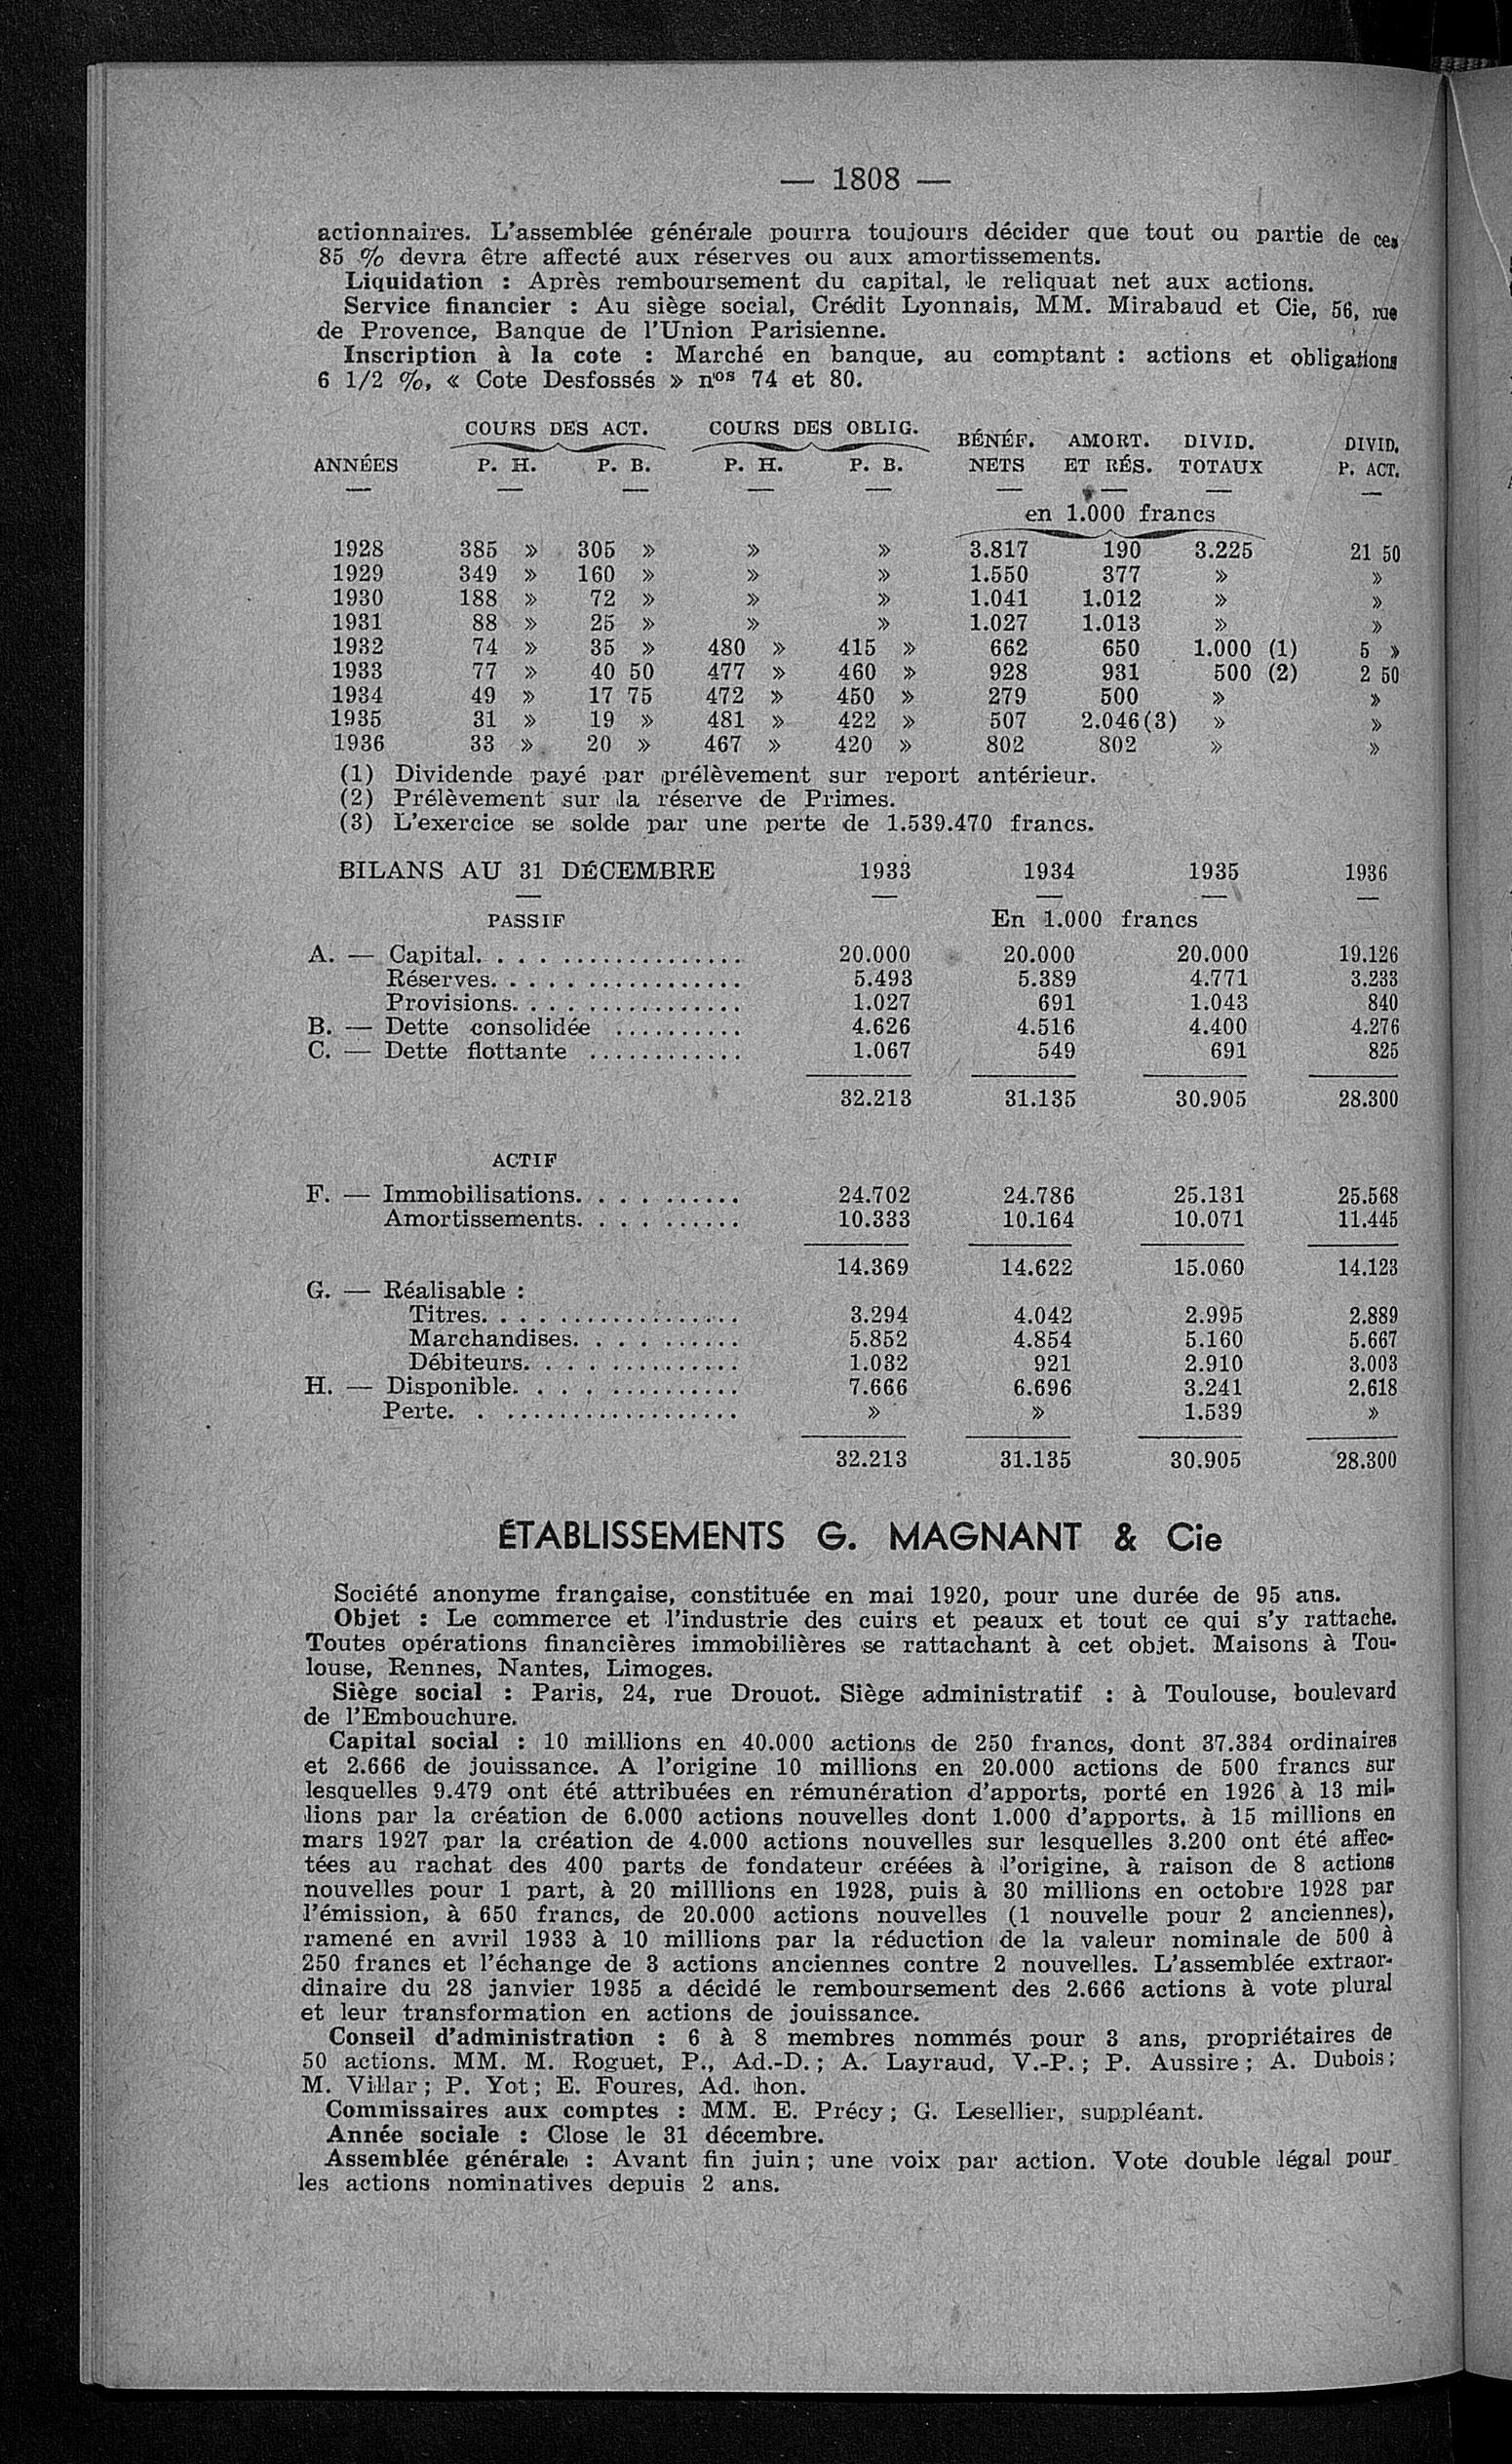 — 1808 —
actionnaires. L'assemblée générale pourra toujours décider que tout ou partie de ces
85 % devra être affecté aux réserves ou aux amortissements.
Liquidation : Après remboursement du capital, le reliquat net aux actions.
Service financier : Au siège social, Crédit Lyonnais, MM. Mirabaud et Cie, 56, rue
de Provence, Banque de l'Union Parisienne.
Inscription à la cote : Marché en banque, au comptant : actions et obligations
6 1/2 %, « Cote Desfossés » nos 74 et 80.
COURS DES ACT. COURS DES OBLIG. BÉNÉF. AMORT. DIVID. DIVID.
ANNÉES P. H. P. B. P. H. P. B. NETS ET RÉS. TOTAUX P. ACT.
en 1.000 francs
1928 385 » 305 » » » 3.817 190 3.225 21 50
1929 349 » 160 » » » 1.550 377 » »
1930 188 » 72 » » » 1.041 1.012 » »
1931 88 » 25 » » » 1.027 1.013 » »
1932 74 » 35 » 480 » 415 » 662 650 1.000 (1) 5 »
1933 77 » 40 50 477 » 460 » 928 931 500 (2) 2 50
1934 49 » 17 75 472 » 450 » 279 500 » »
1935 31 » 19 » 481 » 422 » 507 2.046(3) » »
1936 33 » 20 » 467 » 420 » 802 802 » »
(1) Dividende payé par prélèvement sur report antérieur.
(2) Prélèvement sur la réserve de Primes.
(3) L'exercice se solde par une perte de 1.539.470 francs.
BILANS AU 31 DÉCEMBRE 1933 1934 1935 1936
PASSIF En 1.000 francs
A. — Capital. . . . . . . . . . . . . . . . . . 20.000 20.000 20.000 19.126
Réserves. . . . . . . . . . . . . . . . . 5.493 5.389 4.771 3.233
Provisions. . . . . . . . . . . . . . . 1.027 691 1.043 840
B. — Dette consolidée . . . . . . . . . . 4.626 4.516 4.400 4.276
C. — Dette flottante . . . . . . . . . . . . 1.067 549 691 825
32.213 31.135 30.905 28.300
ACTIF
F. — Immobilisations. . . . . . . . . . 24.702 24.786 25.131 25.568
Amortissements. . . . . . . . . . 10.333 10.164 10.071 11.445
14.369 14.622 15.060 14.123
G. — Réalisable :
Titres. . . . . . . . . . . . . . . . . . 3.294 4.042 2.995 2.889
Marchandises. . . . . . . . . . 5.852 4.854 5.160 5.667
Débiteurs. . . . . . . . . . . . . . 1.032 921 2.910 3.003
H. — Disponible. . . . . . . . . . . . . . . 7.666 6.696 3.241 2.618
Perte. . . . . . . . . . . . . . . . . . . . » » 1.539 »
32.213 31.135 30.905 28.300
ÉTABLISSEMENTS G. MAGNANT & Cie
Société anonyme française, constituée en mai 1920, pour une durée de 95 ans.
Objet : Le commerce et l'industrie des cuirs et peaux et tout ce qui s'y rattache.
Toutes opérations financières immobilières se rattachant à cet objet. Maisons à Tou-
louse, Rennes, Nantes, Limoges.
Siège social : Paris, 24, rue Drouot. Siège administratif : à Toulouse, boulevard
de l'Embouchure.
Capital social : 10 millions en 40.000 actions de 250 francs, dont 37.334 ordinaires
et 2.666 de jouissance. A l'origine 10 millions en 20.000 actions de 500 francs sur
lesquelles 9.479 ont été attribuées en rémunération d'apports, porté en 1926 à 13 mil-
lions par la création de 6.000 actions nouvelles dont 1.000 d'apports, à 15 millions en
mars 1927 par la création de 4.000 actions nouvelles sur lesquelles 3.200 ont été affec-
tées au rachat des 400 parts de fondateur créées à l'origine, à raison de 8 actions
nouvelles pour 1 part, à 20 milllions en 1928, puis à 30 millions en octobre 1928 par
l'émission, à 650 francs, de 20.000 actions nouvelles (1 nouvelle pour 2 anciennes),
ramené en avril 1933 à 10 millions par la réduction de la valeur nominale de 500 à
250 francs et l'échange de 3 actions anciennes contre 2 nouvelles. L'assemblée extraor-
dinaire du 28 janvier 1935 a décidé le remboursement des 2.666 actions à vote plural
et leur transformation en actions de jouissance.
Conseil d'administration : 6 à 8 membres nommés pour 3 ans, propriétaires de
50 actions. MM. M. Roguet, P., Ad.-D. ; A. Layraud, V.-P. ; P. Aussire ; A. Dubois ;
M. Villar ; P. Yot ; E. Foures, Ad. hon.
Commissaires aux comptes : MM. E. Précy ; G. Lesellier, suppléant.
Année sociale : Close le 31 décembre.
Assemblée générale : Avant fin juin ; une voix par action. Vote double légal pour
les actions nominatives depuis 2 ans.